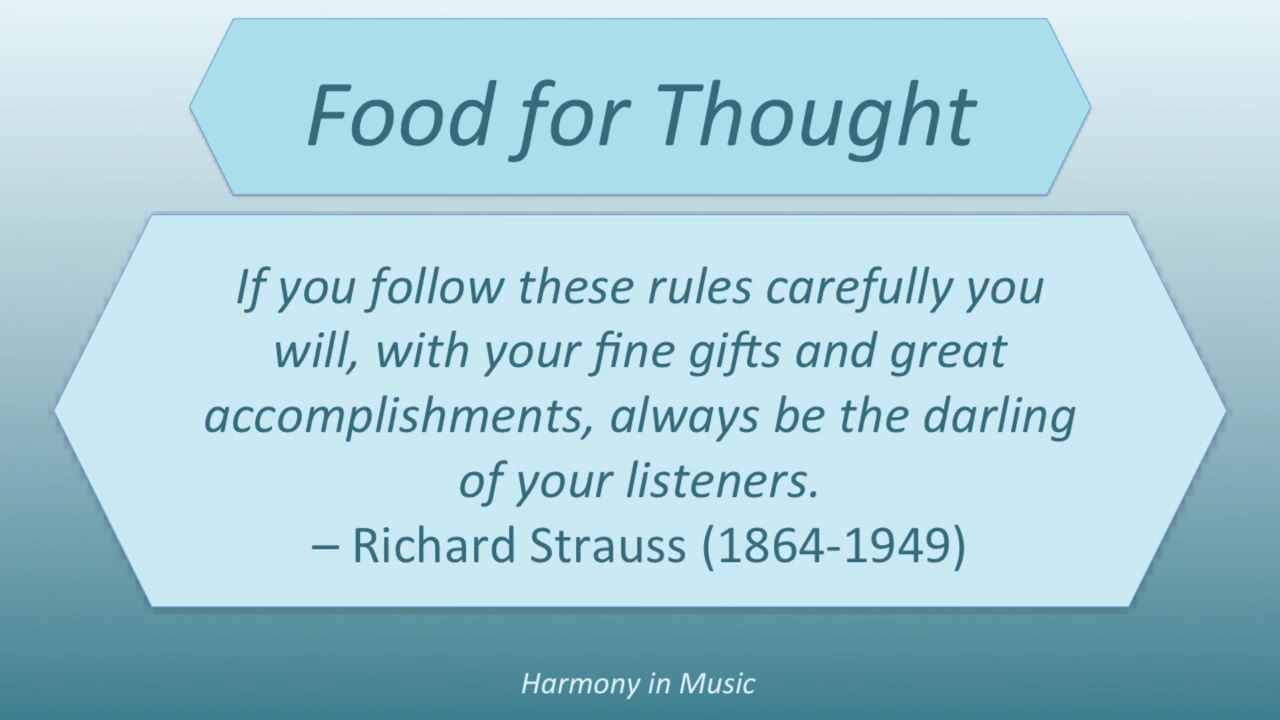 Food for Thought
If you follow these rules carefully you
will, with your fine gifts and great
accomplishments, always be the darling
of your listeners.
– Richard Strauss (1864-1949)
Harmony in Music